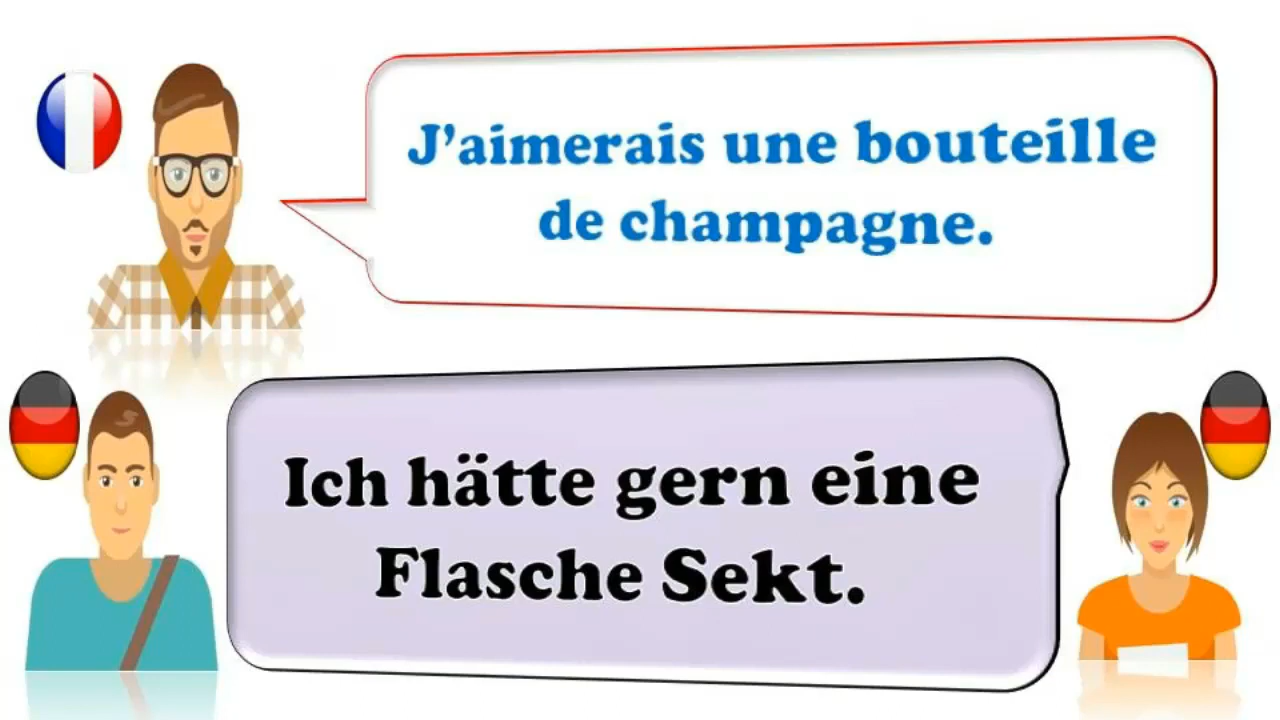 J’aimerais une bouteille
de champagne.
Ich hätte gern eine
Flasche Sekt.